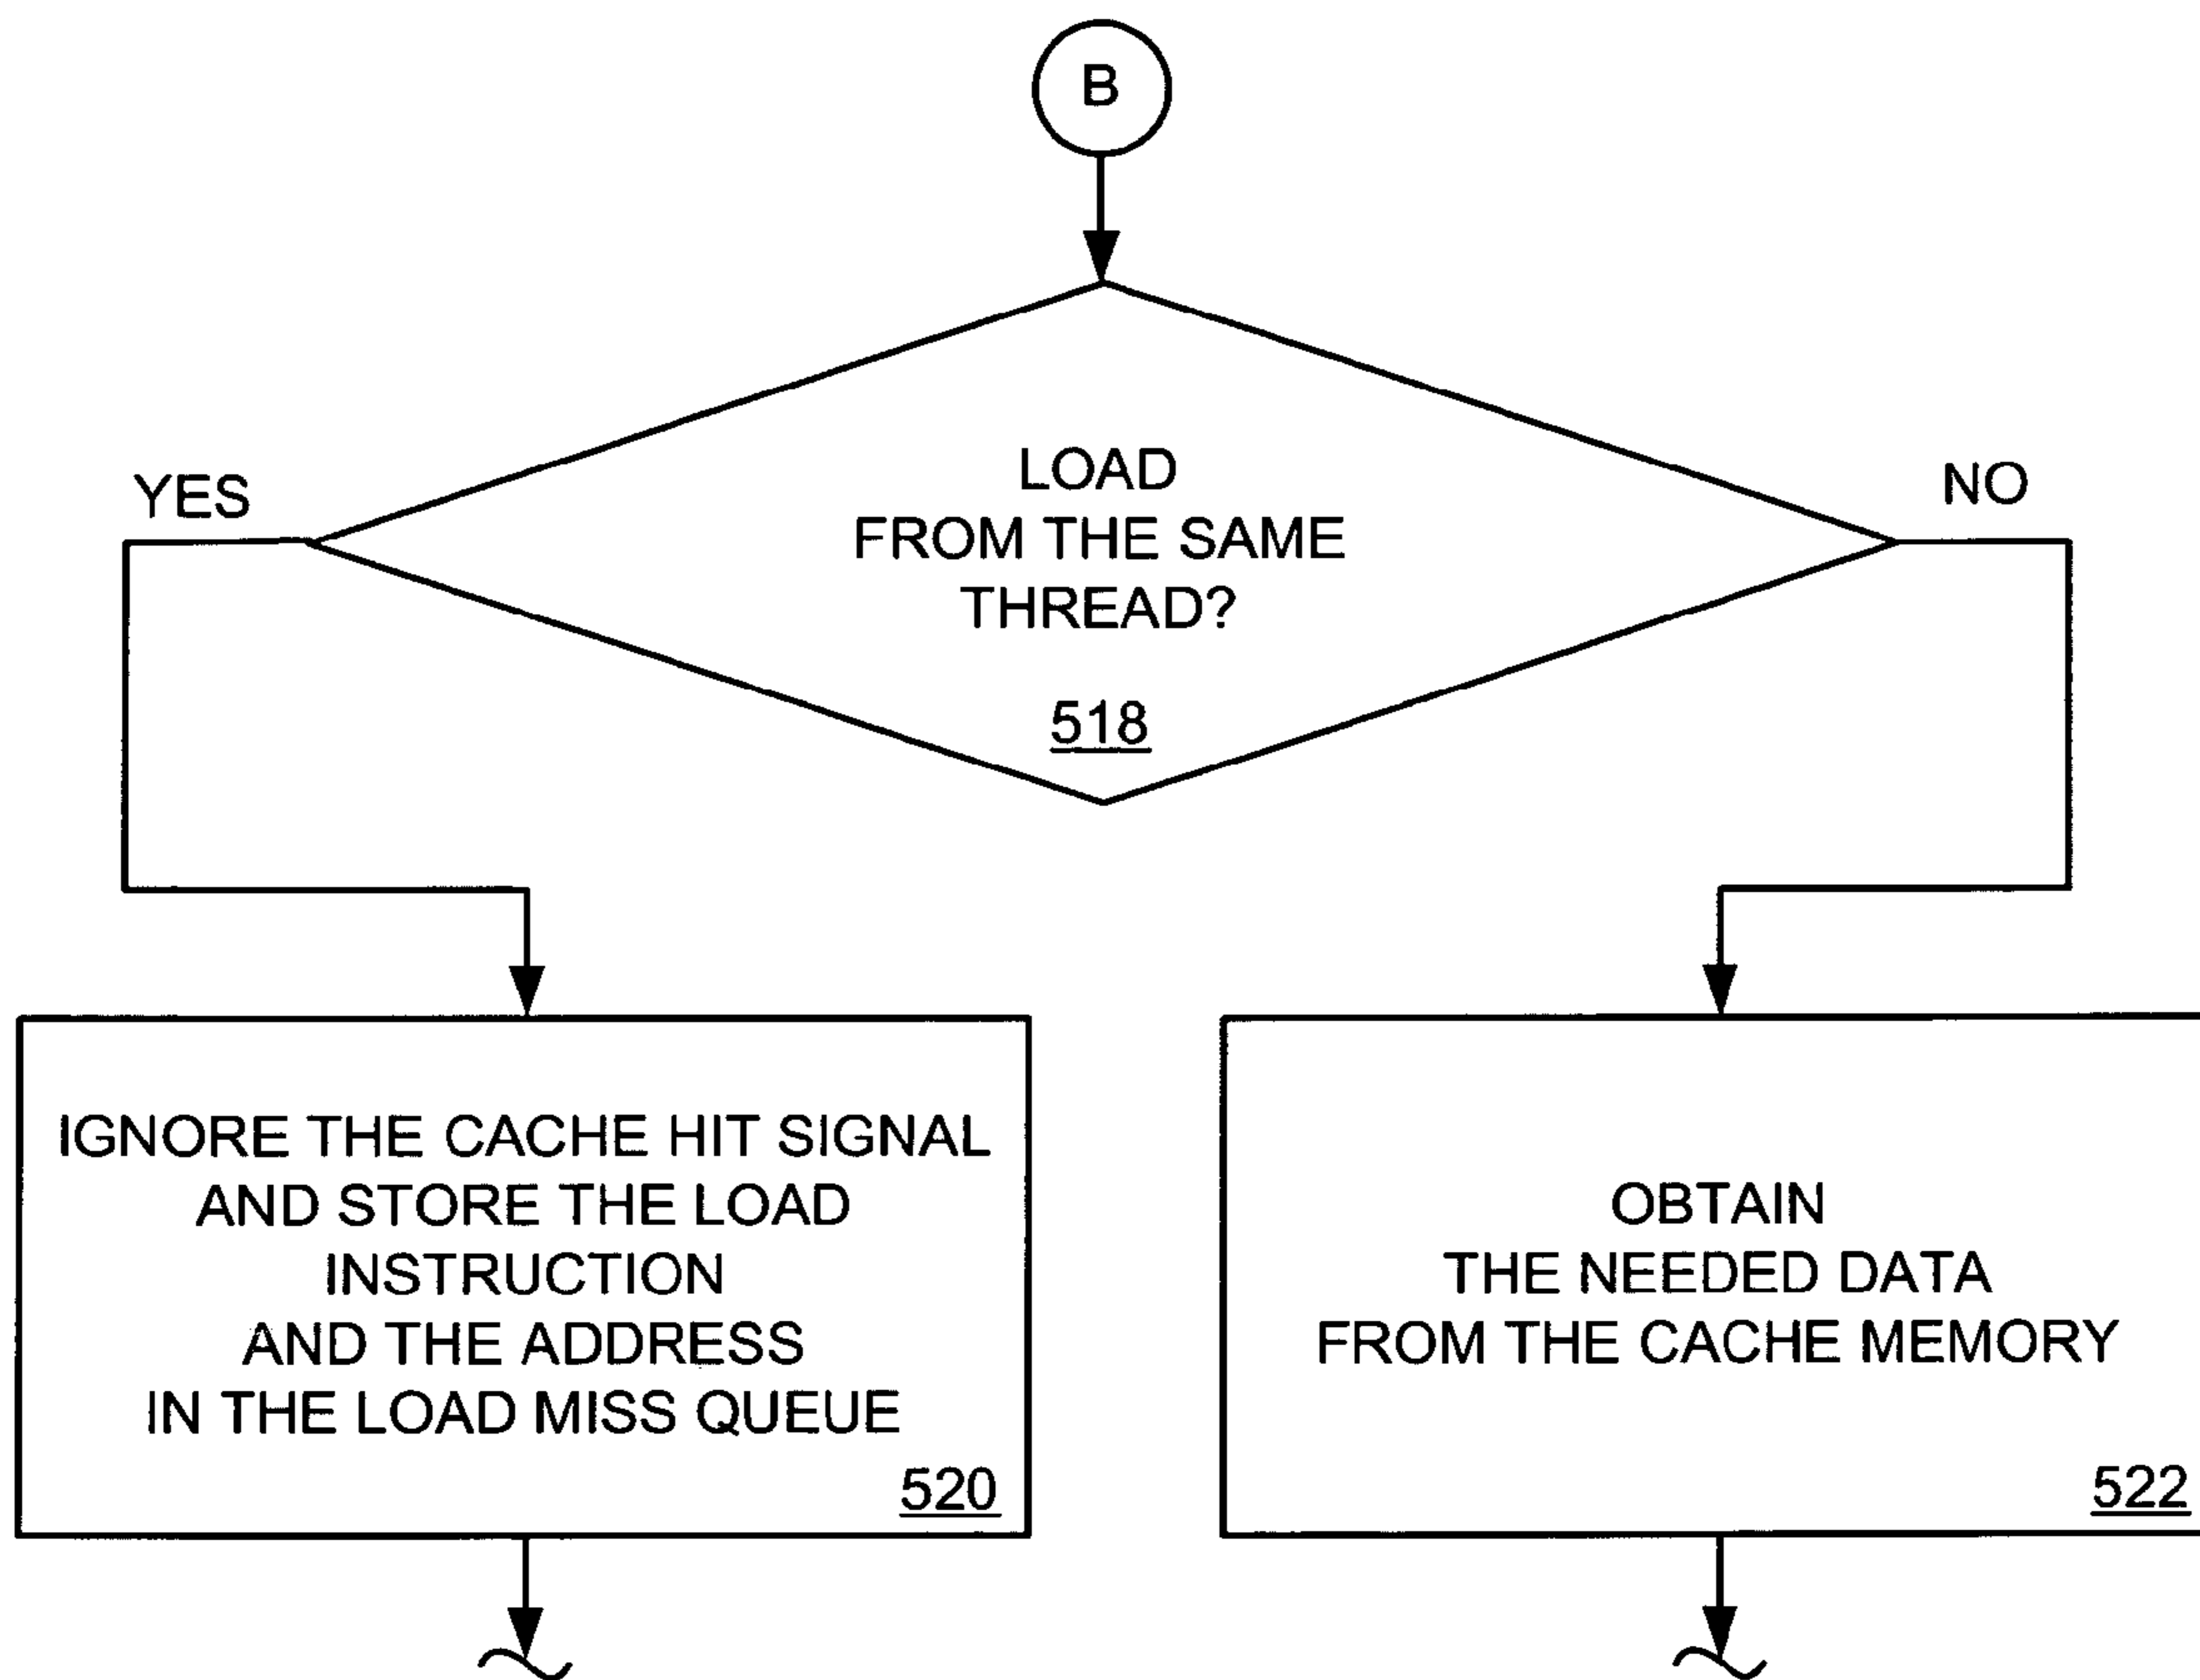 B
LOAD
FROM THE SAME
THREAD?
518
YES
NO
IGNORE THE CACHE HIT SIGNAL
AND STORE THE LOAD
INSTRUCTION
AND THE ADDRESS
IN THE LOAD MISS QUEUE
520
OBTAIN
THE NEEDED DATA
FROM THE CACHE MEMORY
522